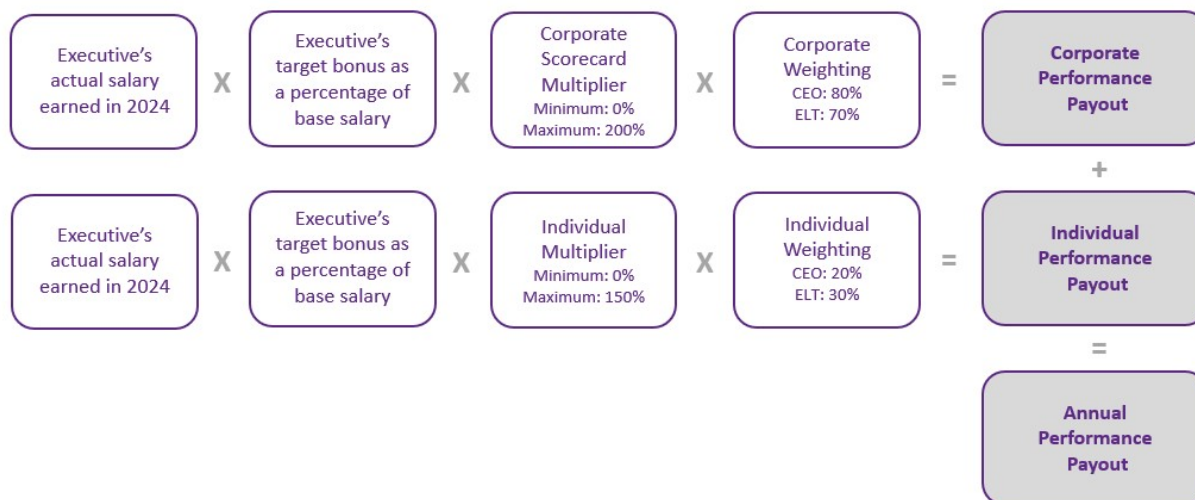 Executive's
actual salary
earned in 2024
X
Executive's
target bonus as
a percentage of
base salary
X
Corporate
Scorecard
Multiplier
Minimum: 0%
Maximum: 200%
X
Corporate
Weighting
CEO: 80%
ELT: 70%
=
Corporate
Performance
Payout
+
Executive's
actual salary
earned in 2024
X
Executive's
target bonus as
a percentage of
base salary
X
Individual
Multiplier
Minimum: 0%
Maximum: 150%
X
Individual
Weighting
CEO: 20%
ELT: 30%
=
Individual
Performance
Payout
=
Annual
Performance
Payout